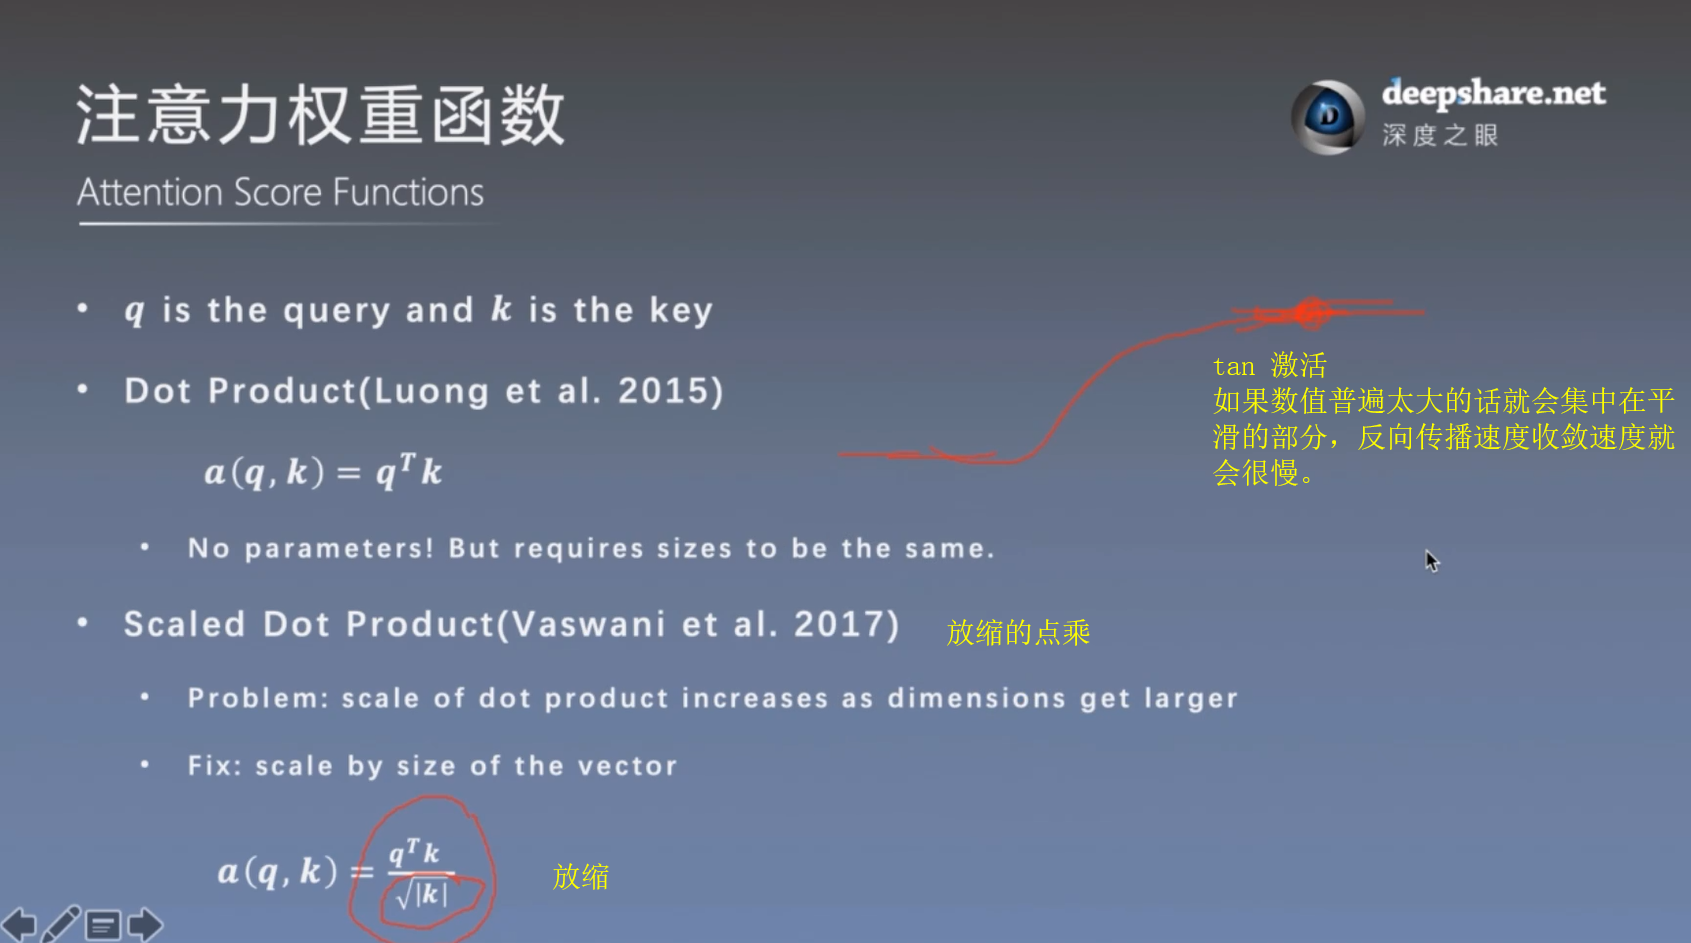 注意力权重函数
Attention Score Functions
deepshare.net
深度之眼
• q is the query and k is the key
• Dot Product(Luong et al. 2015)
a(q, k) = qᵀk
• No parameters! But requires sizes to be the same.
tan 激活
如果数值普遍太大的话就会集中在平
滑的部分，反向传播速度收敛速度就
会很慢。
• Scaled Dot Product(Vaswani et al. 2017)
放缩的点乘
• Problem: scale of dot product increases as dimensions get larger
• Fix: scale by size of the vector
a(q, k) = qᵀk / √|k|
放缩